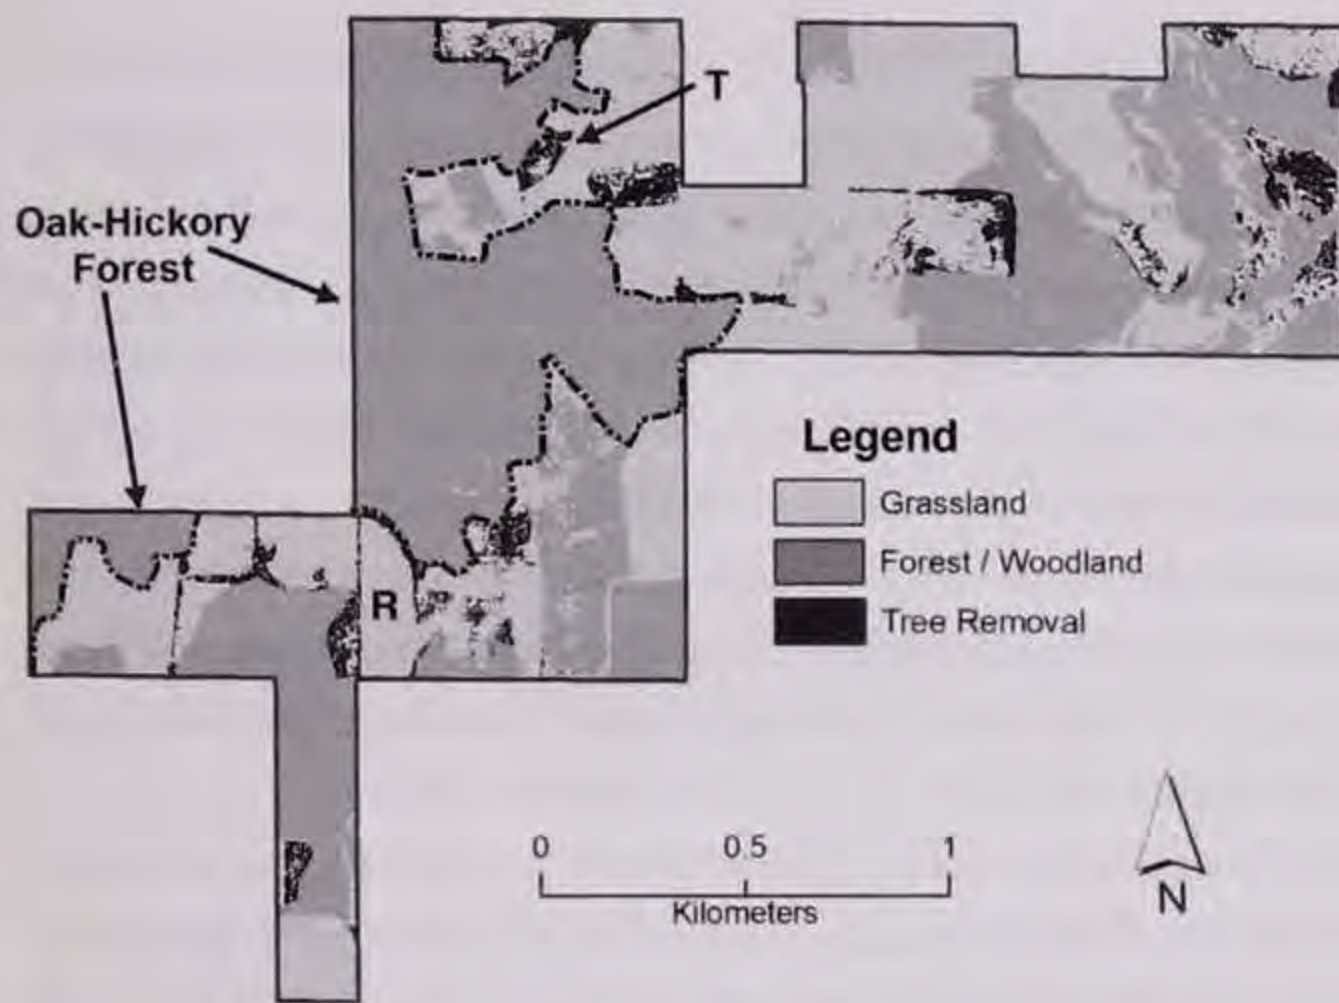 T
Oak-Hickory
Forest
R
Legend
Grassland
Forest / Woodland
Tree Removal
0 0.5 1
Kilometers
N